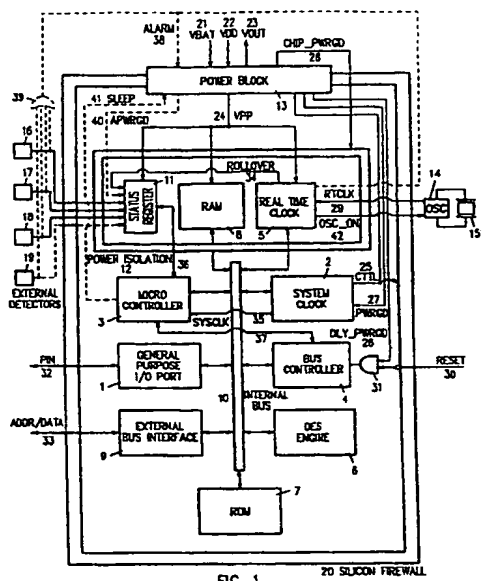 21 22 23
VBAT VDD VOUT
ALARM
38
CHIP_PWRGD
28
POWER BLOCK
13
41 SLEEP
39
40 APWRGD
24 VPP
16
17
18
19
EXTERNAL
DETECTORS
11
STATUS
REGISTER
ROLLOVER
34
RAM
8
REAL TIME
CLOCK
5
RTCLK
29
OSC_ON
42
14
OSC
15
POWER ISOLATION
12
36
MICRO
CONTROLLER
3
2
SYSTEM
CLOCK
25
CTTL
27
PWRGD
SYSCLK
35
37
DLY_PWRGD
26
PIN
32
GENERAL
PURPOSE
I/O PORT
1
10
INTERNAL
BUS
BUS
CONTROLLER
4
31
RESET
30
ADDR/DATA
33
EXTERNAL
BUS INTERFACE
9
DES
ENGINE
6
7
ROM
20 SILICON FIREWALL
FIG. 1